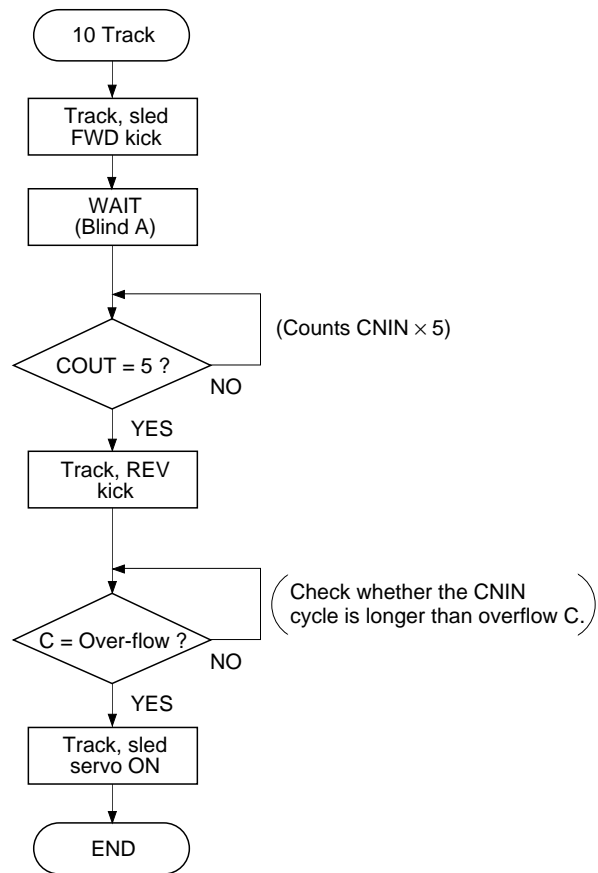 10 Track
Track, sled
FWD kick
WAIT
(Blind A)
(Counts CNIN × 5)
COUT = 5 ?
NO
YES
Track, REV
kick
(Check whether the CNIN
cycle is longer than overflow C.)
C = Over-flow ?
NO
YES
Track, sled
servo ON
END